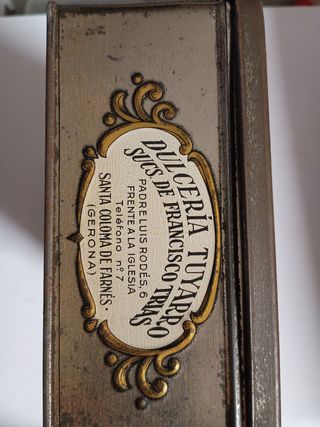 DULCERÍA TUYARRO
SUCS. DE FRANCISCO TRIAS
PADRE LUIS RODÉS, 6
FRENTE A LA IGLESIA
Teléfono nº 7
SANTA COLOMA DE FARNÉS.
(GERONA)